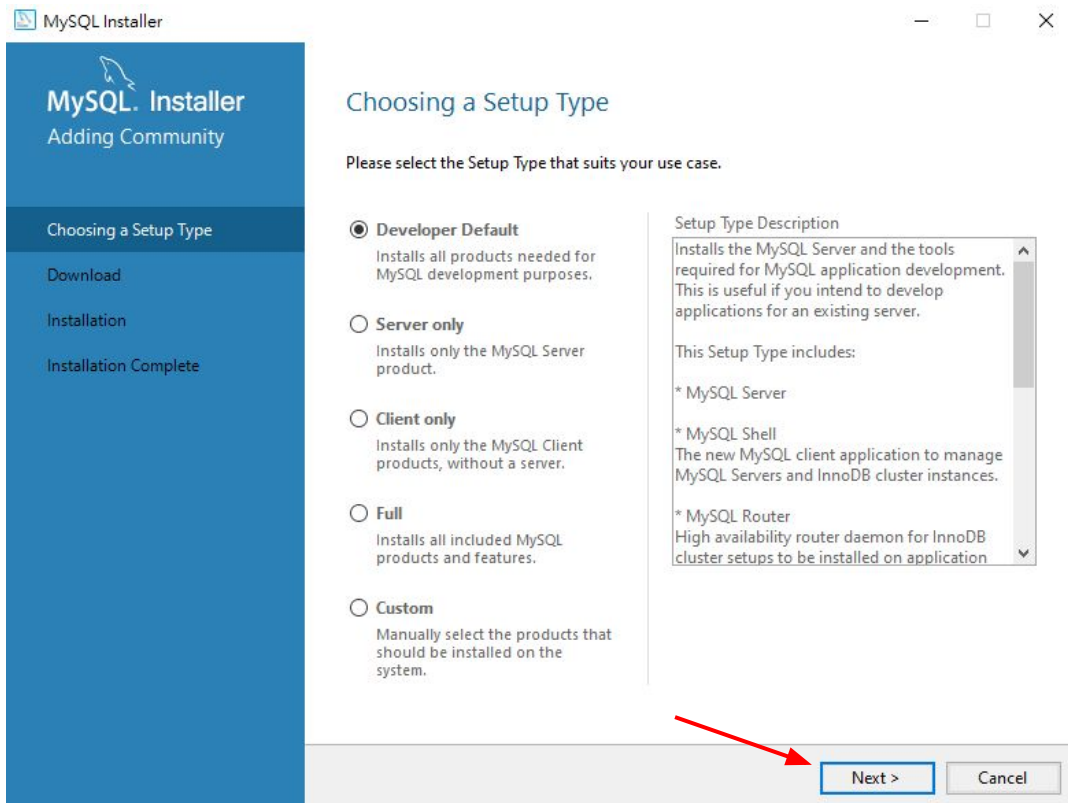 MySQL Installer
MySQL. Installer
Adding Community
Choosing a Setup Type
Download
Installation
Installation Complete
Choosing a Setup Type
Please select the Setup Type that suits your use case.
Developer Default
Installs all products needed for
MySQL development purposes.
Server only
Installs only the MySQL Server
product.
Client only
Installs only the MySQL Client
products, without a server.
Full
Installs all included MySQL
products and features.
Custom
Manually select the products that
should be installed on the
system.
Setup Type Description
Installs the MySQL Server and the tools
required for MySQL application development.
This is useful if you intend to develop
applications for an existing server.
This Setup Type includes:
* MySQL Server
* MySQL Shell
The new MySQL client application to manage
MySQL Servers and InnoDB cluster instances.
* MySQL Router
High availability router daemon for InnoDB
cluster setups to be installed on application
Next >
Cancel